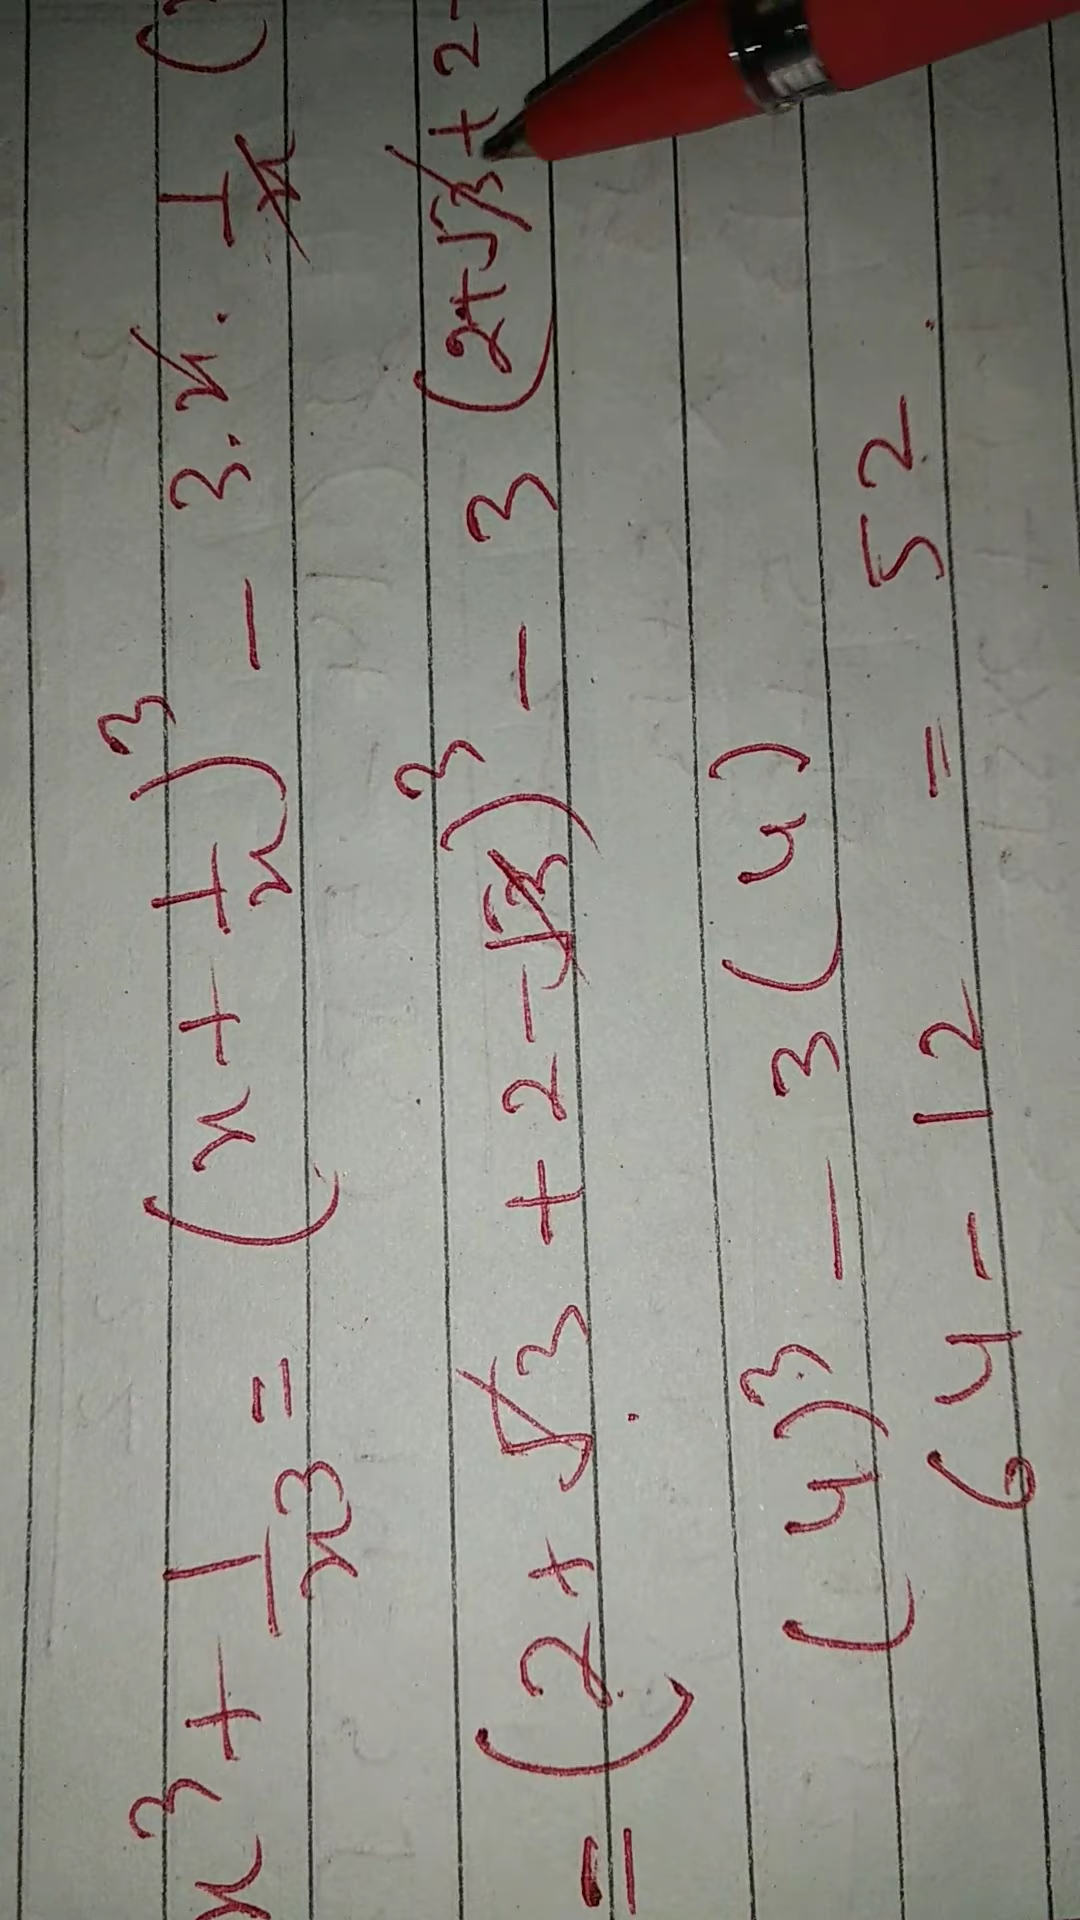 x³ + 1/x³ = (x + 1/x)³ - 3.x. 1/x (
= (2 + √3 + 2 - √3)³ - 3 (2+√3 + 2-
(4)³ - 3 (4)
64 - 12 = 52.